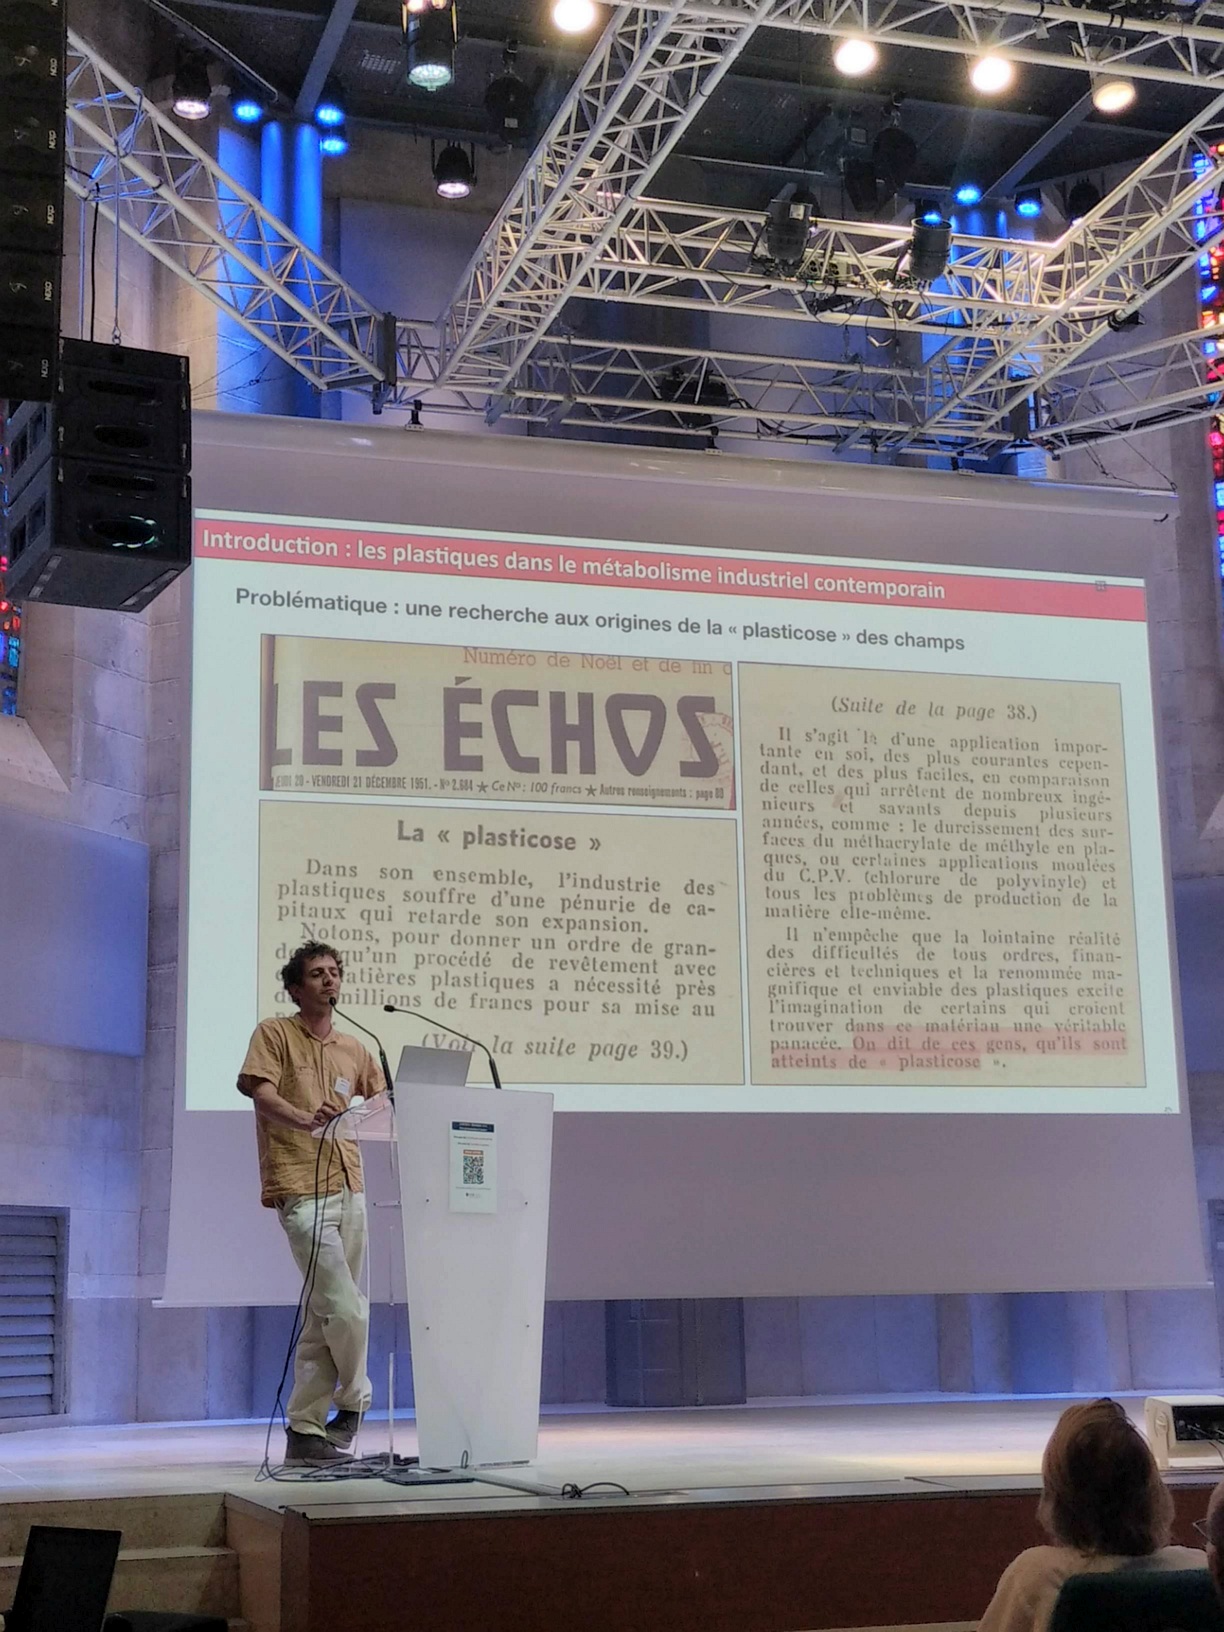 Introduction : les plastiques dans le métabolisme industriel contemporain
Problématique : une recherche aux origines de la « plasticose » des champs
Numéro de Noël et de
LES ÉCHOS
20 - VENDREDI 21 DÉCEMBRE 1951. - Nº 2.684 ★ Ce Nº : 100 francs ★ Autres renseignements : page 80
La « plasticose »
Dans son ensemble, l'industrie des
plastiques souffre d'une pénurie de ca-
pitaux qui retarde son expansion.
Notons, pour donner un ordre de gran-
qu'un procédé de revêtement avec
matières plastiques a nécessité près
millions de francs pour sa mise au
(Voir la suite page 39.)
(Suite de la page 38.)
Il s'agit là d'une application impor-
tante en soi, des plus courantes cepen-
dant, et des plus faciles, en comparaison
de celles qui arrêtent de nombreux ingé-
nieurs et savants depuis plusieurs
années, comme : le durcissement des sur-
faces du méthacrylate de méthyle en pla-
ques, ou certaines applications moulées
du C.P.V. (chlorure de polyvinyle) et
tous les problèmes de production de la
matière elle-même.
Il n'empêche que la lointaine réalité
des difficultés de tous ordres, finan-
cières et techniques et la renommée ma-
gnifique et enviable des plastiques excite
l'imagination de certains qui croient
trouver dans ce matériau une véritable
panacée. On dit de ces gens, qu'ils sont
atteints de « plasticose ».